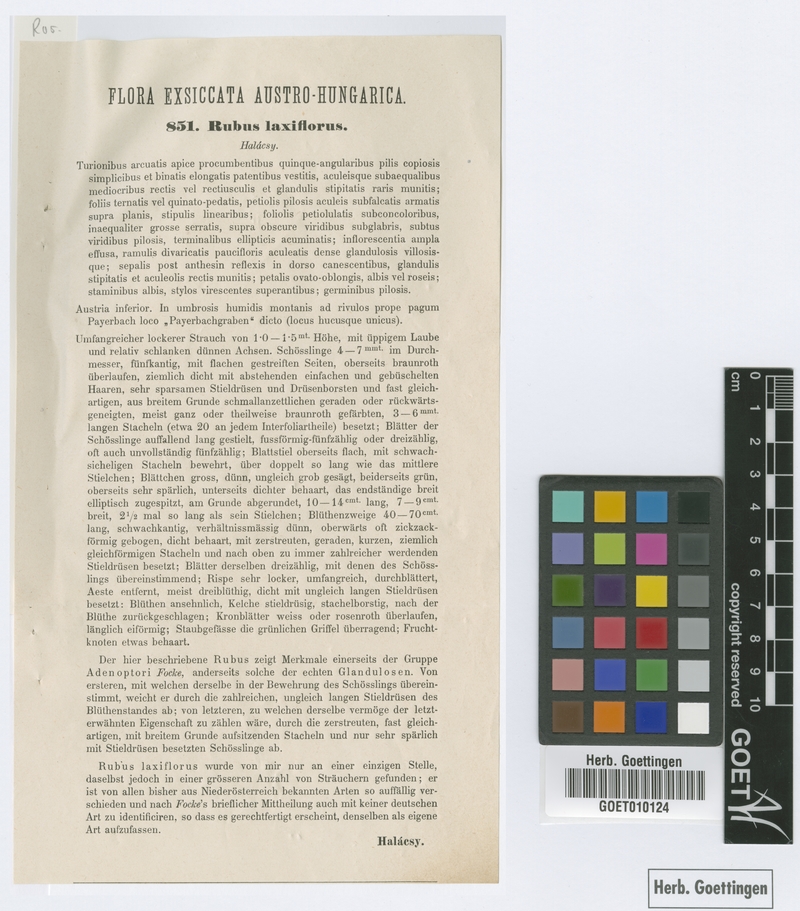 Ros.
FLORA EXSICCATA AUSTRO-HUNGARICA.
851. Rubus laxiflorus.
Halácsy.
Turionibus arcuatis apice procumbentibus quinque-angularibus pilis copiosis
simplicibus et binatis elongatis patentibus vestitis, aculeisque subaequalibus
mediocribus rectis vel rectiusculis et glandulis stipitatis raris munitis;
foliis ternatis vel quinato-pedatis, petiolis pilosis aculeis subfalcatis armatis
supra planis, stipulis linearibus; foliolis petiolulatis subconcoloribus,
inaequaliter grosse serratis, supra obscure viridibus subglabris, subtus
viridibus pilosis, terminalibus ellipticis acuminatis; inflorescentia ampla
effusa, ramulis divaricatis paucifloris aculeatis dense glandulosis villosis-
que; sepalis post anthesin reflexis in dorso canescentibus, glandulis
stipitatis et aculeolis rectis munitis; petalis ovato-oblongis, albis vel roseis;
staminibus albis, stylos virescentes superantibus; germinibus pilosis.
Austria inferior. In umbrosis humidis montanis ad rivulos prope pagum
Payerbach loco „Payerbachgraben“ dicto (locus hucusque unicus).
Umfangreicher lockerer Strauch von 1·0—1·5mt. Höhe, mit üppigem Laube
und relativ schlanken dünnen Achsen. Schösslinge 4—7mmt. im Durch-
messer, fünfkantig, mit flachen gestreiften Seiten, oberseits braunroth
überlaufen, ziemlich dicht mit abstehenden einfachen und gebüschelten
Haaren, sehr sparsamen Stieldrüsen und Drüsenborsten und fast gleich-
artigen, aus breitem Grunde schmallanzettlichen geraden oder rückwärts-
geneigten, meist ganz oder theilweise braunroth gefärbten, 3—6mmt.
langen Stacheln (etwa 20 an jedem Interfoliartheile) besetzt; Blätter der
Schösslinge auffallend lang gestielt, fussförmig-fünfzählig oder dreizählig,
oft auch unvollständig fünfzählig; Blattstiel oberseits flach, mit schwach-
sicheligen Stacheln bewehrt, über doppelt so lang wie das mittlere
Stielchen; Blättchen gross, dünn, ungleich grob gesägt, beiderseits grün,
oberseits sehr spärlich, unterseits dichter behaart, das endständige breit
elliptisch zugespitzt, am Grunde abgerundet, 10—14cmt. lang, 7—9cmt.
breit, 2½ mal so lang als sein Stielchen; Blüthenzweige 40—70cmt.
lang, schwachkantig, verhältnissmässig dünn, oberwärts oft zickzack-
förmig gebogen, dicht behaart, mit zerstreuten, geraden, kurzen, ziemlich
gleichförmigen Stacheln und nach oben zu immer zahlreicher werdenden
Stieldrüsen besetzt; Blätter derselben dreizählig, mit denen des Schöss-
lings übereinstimmend; Rispe sehr locker, umfangreich, durchblättert,
Aeste entfernt, meist dreiblüthig, dicht mit ungleich langen Stieldrüsen
besetzt: Blüthen ansehnlich, Kelche stieldrüsig, stachelborstig, nach der
Blüthe zurückgeschlagen; Kronblätter weiss oder rosenroth überlaufen,
länglich eiförmig; Staubgefässe die grünlichen Griffel überragend; Frucht-
knoten etwas behaart.
Der hier beschriebene Rubus zeigt Merkmale einerseits der Gruppe
Adenoptori Focke, anderseits solche der echten Glandulosen. Von
ersteren, mit welchen derselbe in der Bewehrung des Schösslings überein-
stimmt, weicht er durch die zahlreichen, ungleich langen Stieldrüsen des
Blüthenstandes ab; von letzteren, zu welchen derselbe vermöge der letzt-
erwähnten Eigenschaft zu zählen wäre, durch die zerstreuten, fast gleich-
artigen, mit breitem Grunde aufsitzenden Stacheln und nur sehr spärlich
mit Stieldrüsen besetzten Schösslinge ab.
Rubus laxiflorus wurde von mir nur an einer einzigen Stelle,
daselbst jedoch in einer grösseren Anzahl von Sträuchern gefunden; er
ist von allen bisher aus Niederösterreich bekannten Arten so auffällig ver-
schieden und nach Focke's brieflicher Mittheilung auch mit keiner deutschen
Art zu identificiren, so dass es gerechtfertigt erscheint, denselben als eigene
Art aufzufassen.
Halácsy.
Herb. Goettingen
GOET010124
0 1 2 3 4 5 6 7 8 9 10
cm
copyright reserved
GOET
Herb. Goettingen